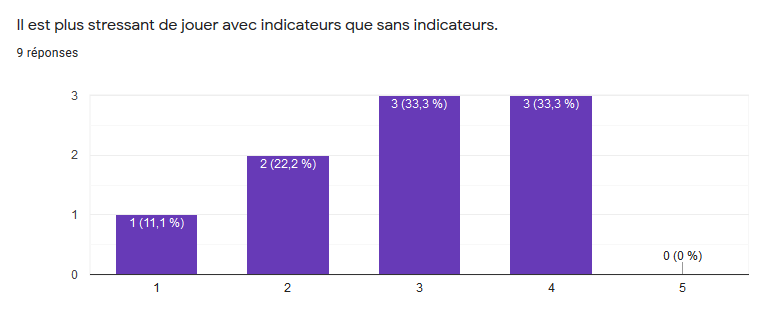 Il est plus stressant de jouer avec indicateurs que sans indicateurs.
9 réponses
3
2
1
0
1 (11,1 %)
2 (22,2 %)
3 (33,3 %)
3 (33,3 %)
0 (0 %)
1 2 3 4 5